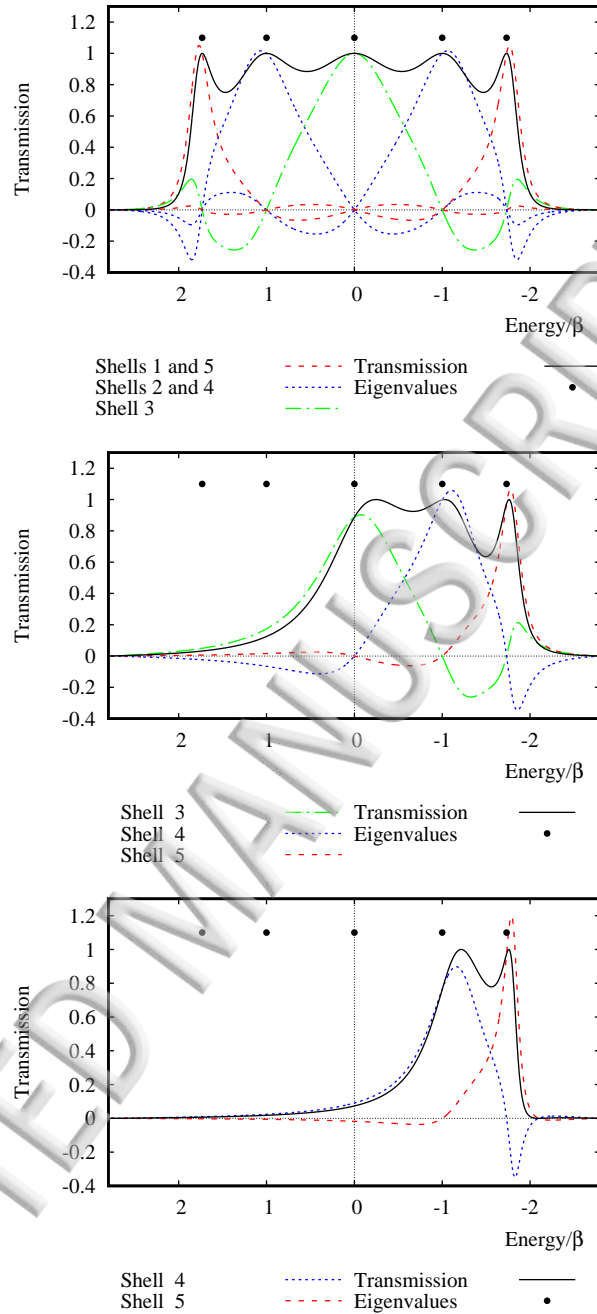 1.2
1
0.8
0.6
0.4
0.2
0
-0.2
-0.4
Transmission
2 1 0 -1 -2
Energy/β
Shells 1 and 5 Transmission
Shells 2 and 4 Eigenvalues
Shell 3
1.2
1
0.8
0.6
0.4
0.2
0
-0.2
-0.4
Transmission
2 1 0 -1 -2
Energy/β
Shell 3 Transmission
Shell 4 Eigenvalues
Shell 5
1.2
1
0.8
0.6
0.4
0.2
0
-0.2
-0.4
Transmission
2 1 0 -1 -2
Energy/β
Shell 4 Transmission
Shell 5 Eigenvalues
TED MANUSCRIP